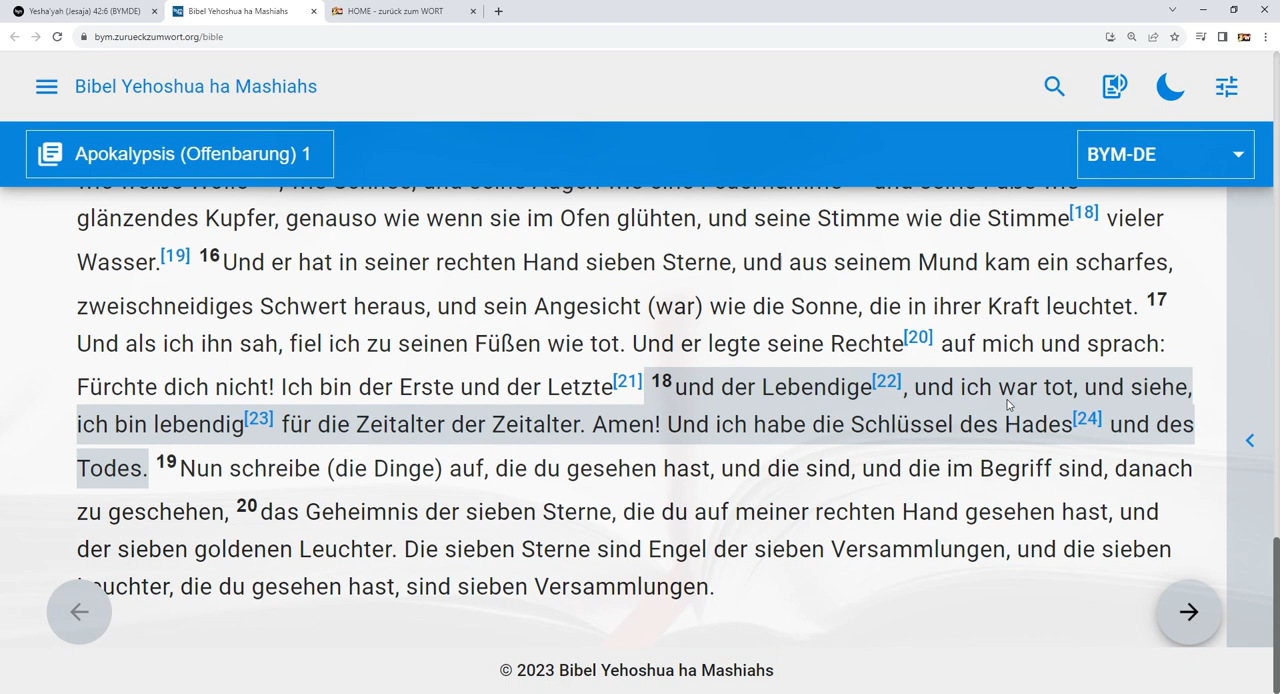 Yesha'yah (Jesaja) 42:6 (BYMDE)
Bibel Yehoshua ha Mashiahs
HOME - zurück zum WORT
bym.zurueckzumwort.org/bible
Bibel Yehoshua ha Mashiahs
Apokalypsis (Offenbarung) 1
BYM-DE
glänzendes Kupfer, genauso wie wenn sie im Ofen glühten, und seine Stimme wie die Stimme[18] vieler
Wasser.[19] 16 Und er hat in seiner rechten Hand sieben Sterne, und aus seinem Mund kam ein scharfes,
zweischneidiges Schwert heraus, und sein Angesicht (war) wie die Sonne, die in ihrer Kraft leuchtet. 17
Und als ich ihn sah, fiel ich zu seinen Füßen wie tot. Und er legte seine Rechte[20] auf mich und sprach:
Fürchte dich nicht! Ich bin der Erste und der Letzte[21] 18 und der Lebendige[22], und ich war tot, und siehe,
ich bin lebendig[23] für die Zeitalter der Zeitalter. Amen! Und ich habe die Schlüssel des Hades[24] und des
Todes. 19 Nun schreibe (die Dinge) auf, die du gesehen hast, und die sind, und die im Begriff sind, danach
zu geschehen, 20 das Geheimnis der sieben Sterne, die du auf meiner rechten Hand gesehen hast, und
der sieben goldenen Leuchter. Die sieben Sterne sind Engel der sieben Versammlungen, und die sieben
Leuchter, die du gesehen hast, sind sieben Versammlungen.
© 2023 Bibel Yehoshua ha Mashiahs